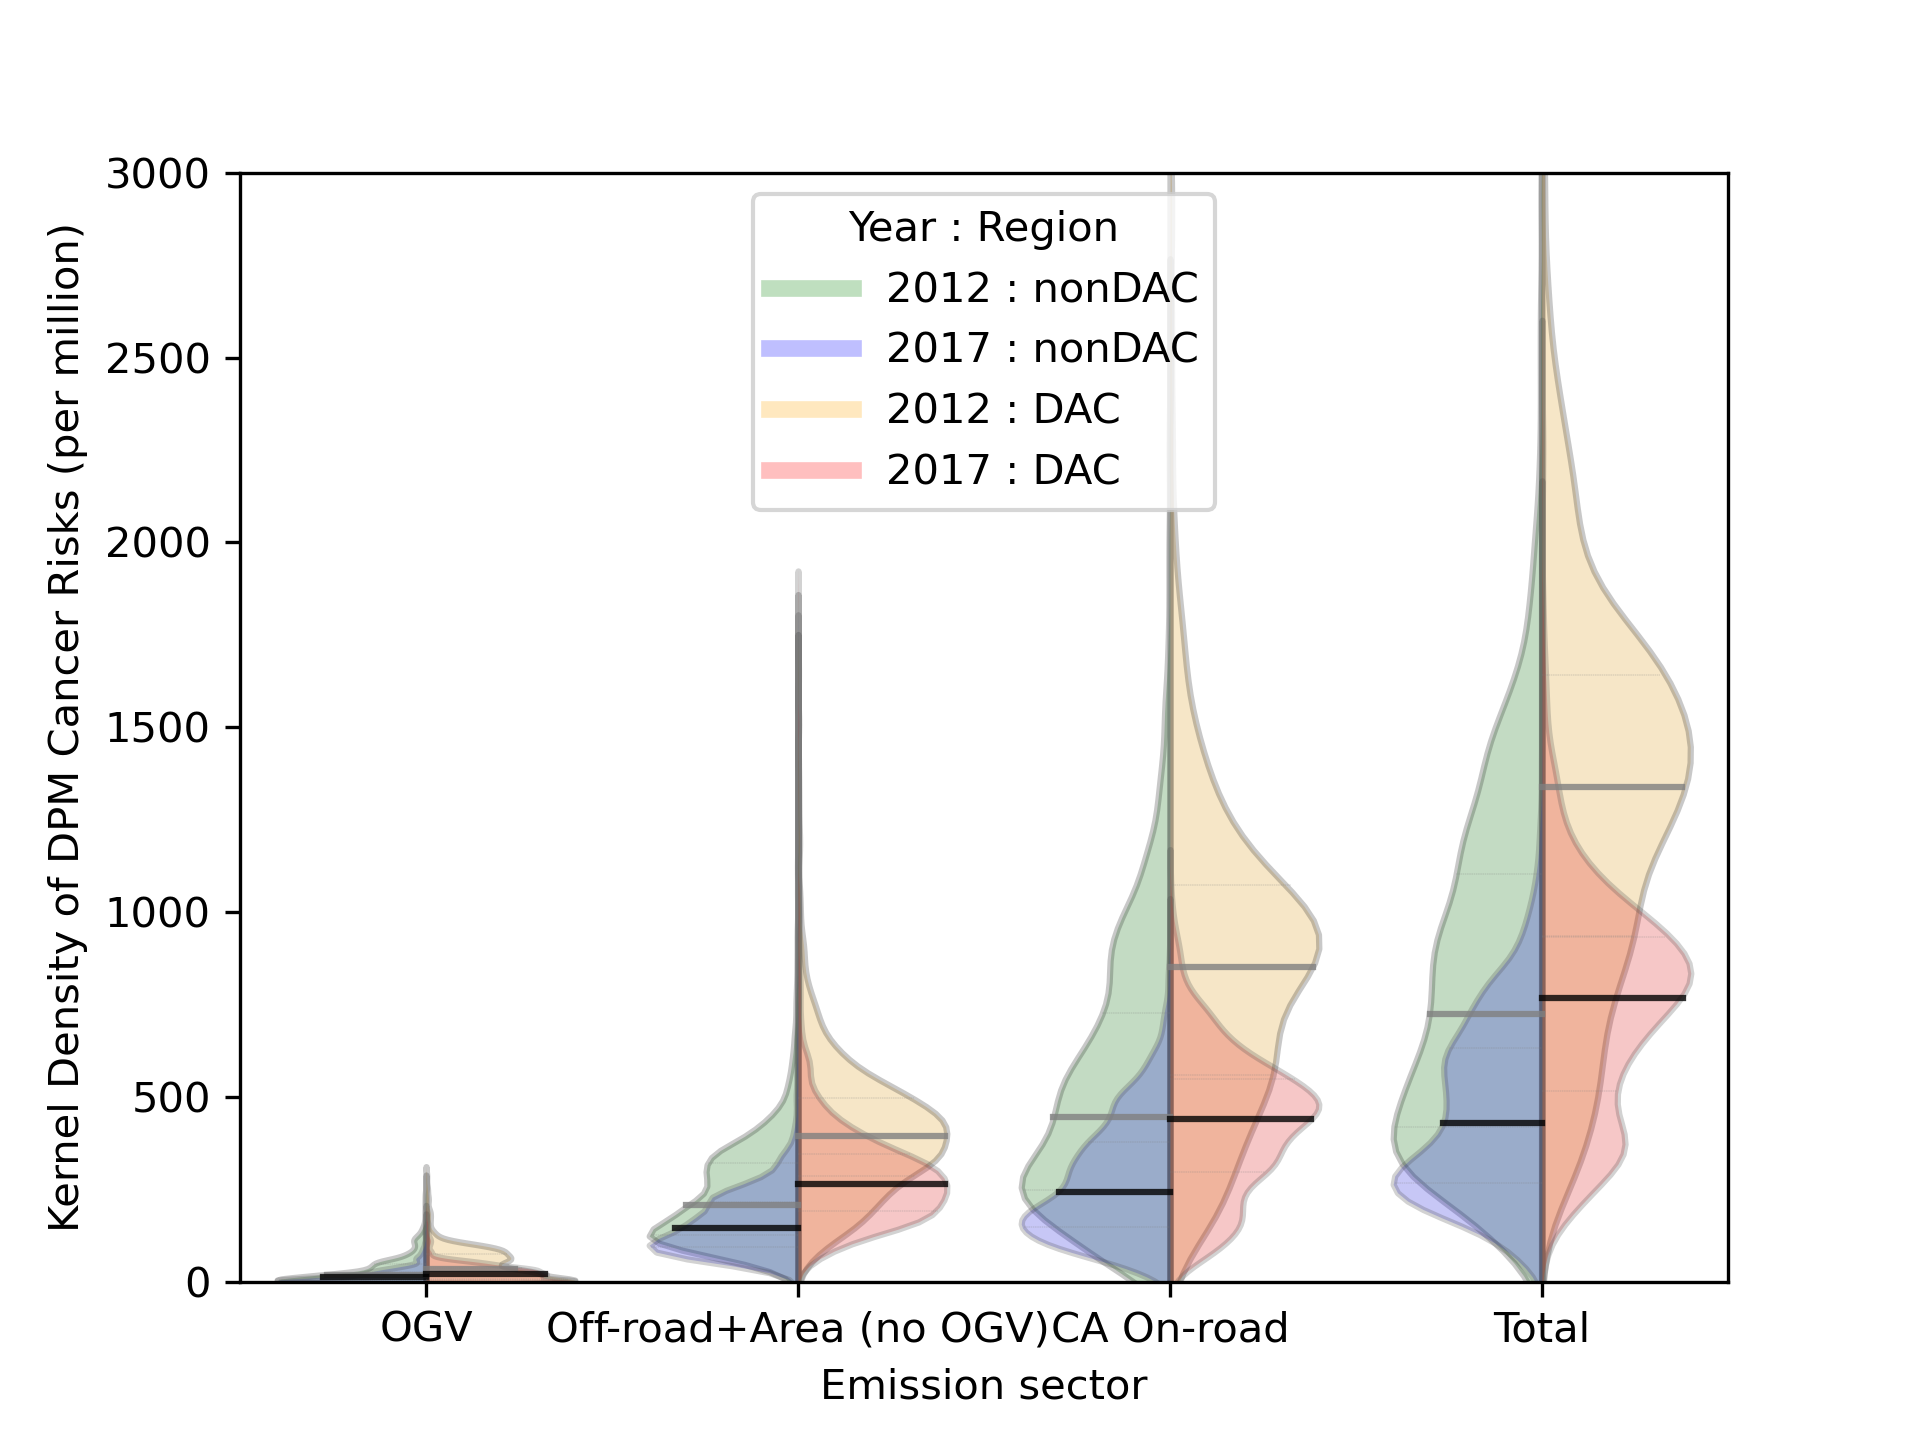 3000
2500
2000
1500
1000
500
0
Kernel Density of DPM Cancer Risks (per million)
Year : Region
2012 : nonDAC
2017 : nonDAC
2012 : DAC
2017 : DAC
OGV
Off-road+Area (no OGV)
CA On-road
Total
Emission sector